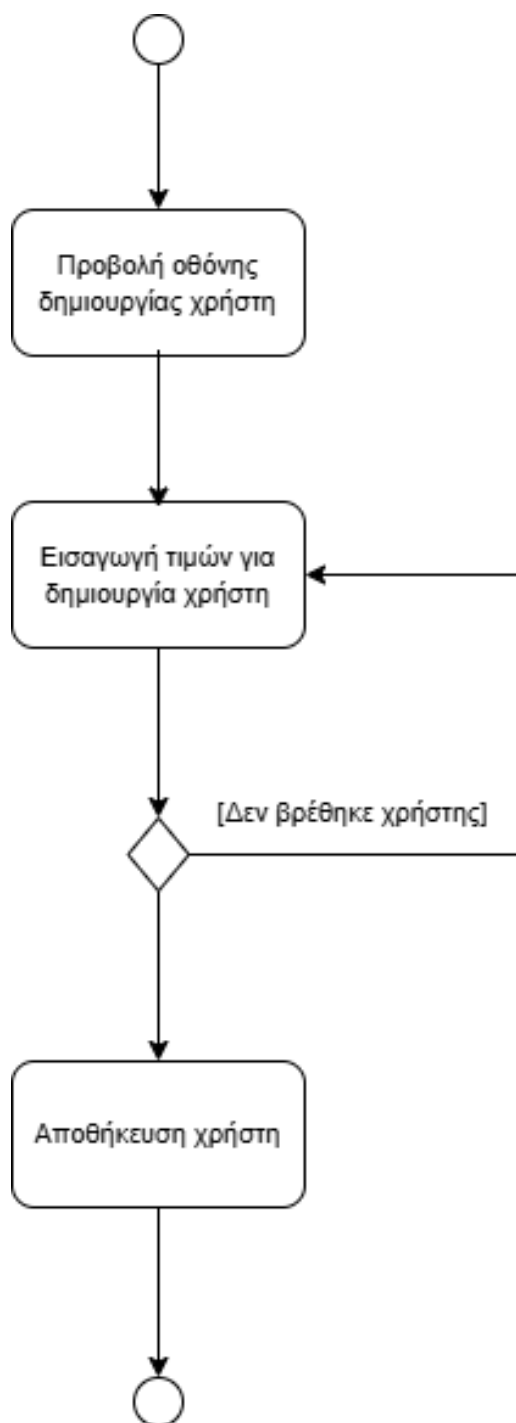 Προβολή οθόνης
δημιουργίας χρήστη
Εισαγωγή τιμών για
δημιουργία χρήστη
[Δεν βρέθηκε χρήστης]
Αποθήκευση χρήστη